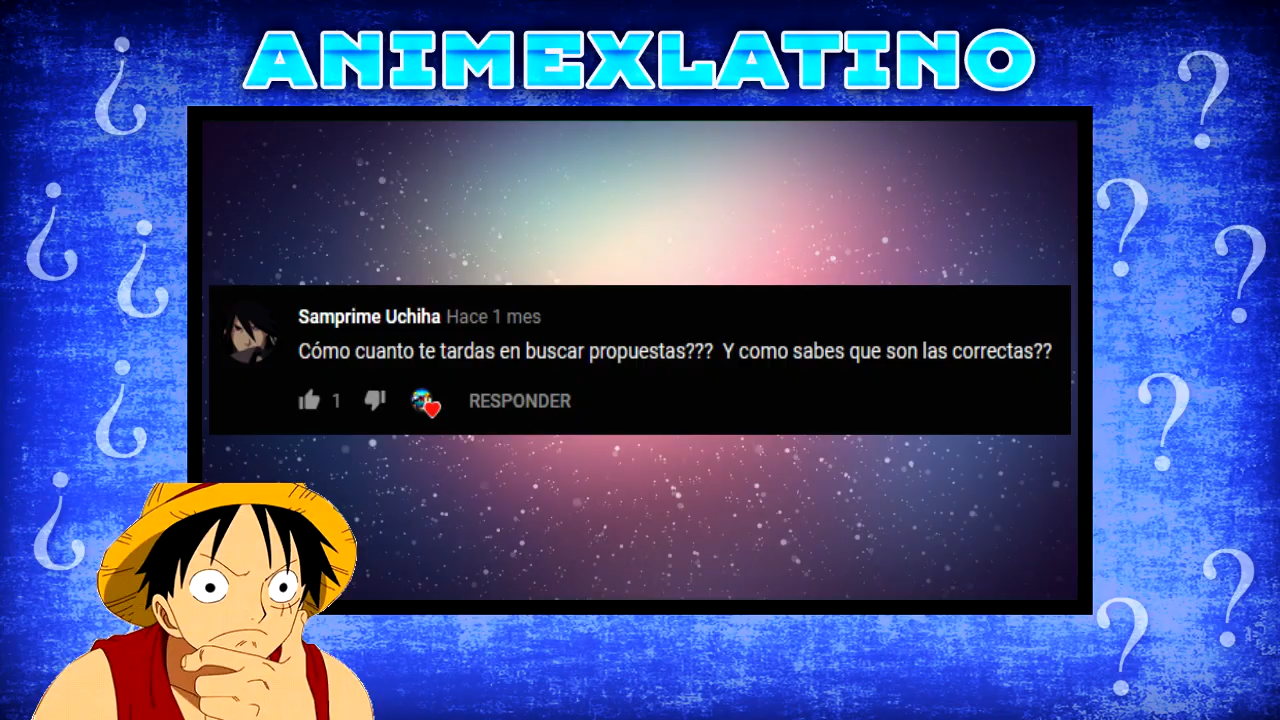 ANIMEXLATINO
¿ ¿ ¿ ¿ ¿ ¿ ¿ ? ? ? ? ? ? ?
Samprime Uchiha Hace 1 mes
Cómo cuanto te tardas en buscar propuestas??? Y como sabes que son las correctas??
1 RESPONDER